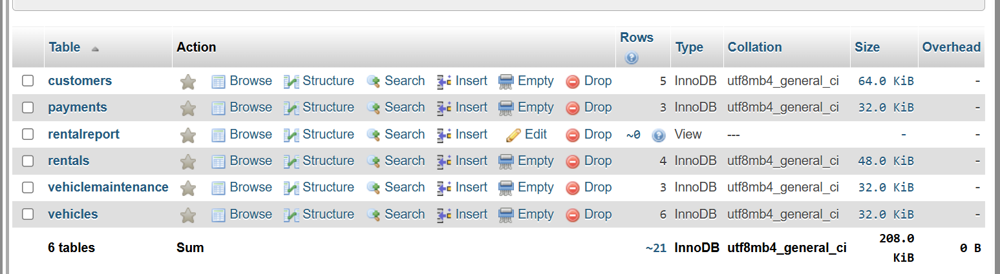 Table Action Rows Type Collation Size Overhead
customers Browse Structure Search Insert Empty Drop 5 InnoDB utf8mb4_general_ci 64.0 KiB -
payments Browse Structure Search Insert Empty Drop 3 InnoDB utf8mb4_general_ci 32.0 KiB -
rentalreport Browse Structure Search Insert Edit Drop ~0 View --- - -
rentals Browse Structure Search Insert Empty Drop 4 InnoDB utf8mb4_general_ci 48.0 KiB -
vehiclemaintenance Browse Structure Search Insert Empty Drop 3 InnoDB utf8mb4_general_ci 32.0 KiB -
vehicles Browse Structure Search Insert Empty Drop 6 InnoDB utf8mb4_general_ci 32.0 KiB -
6 tables Sum ~21 InnoDB utf8mb4_general_ci 208.0 KiB 0 B